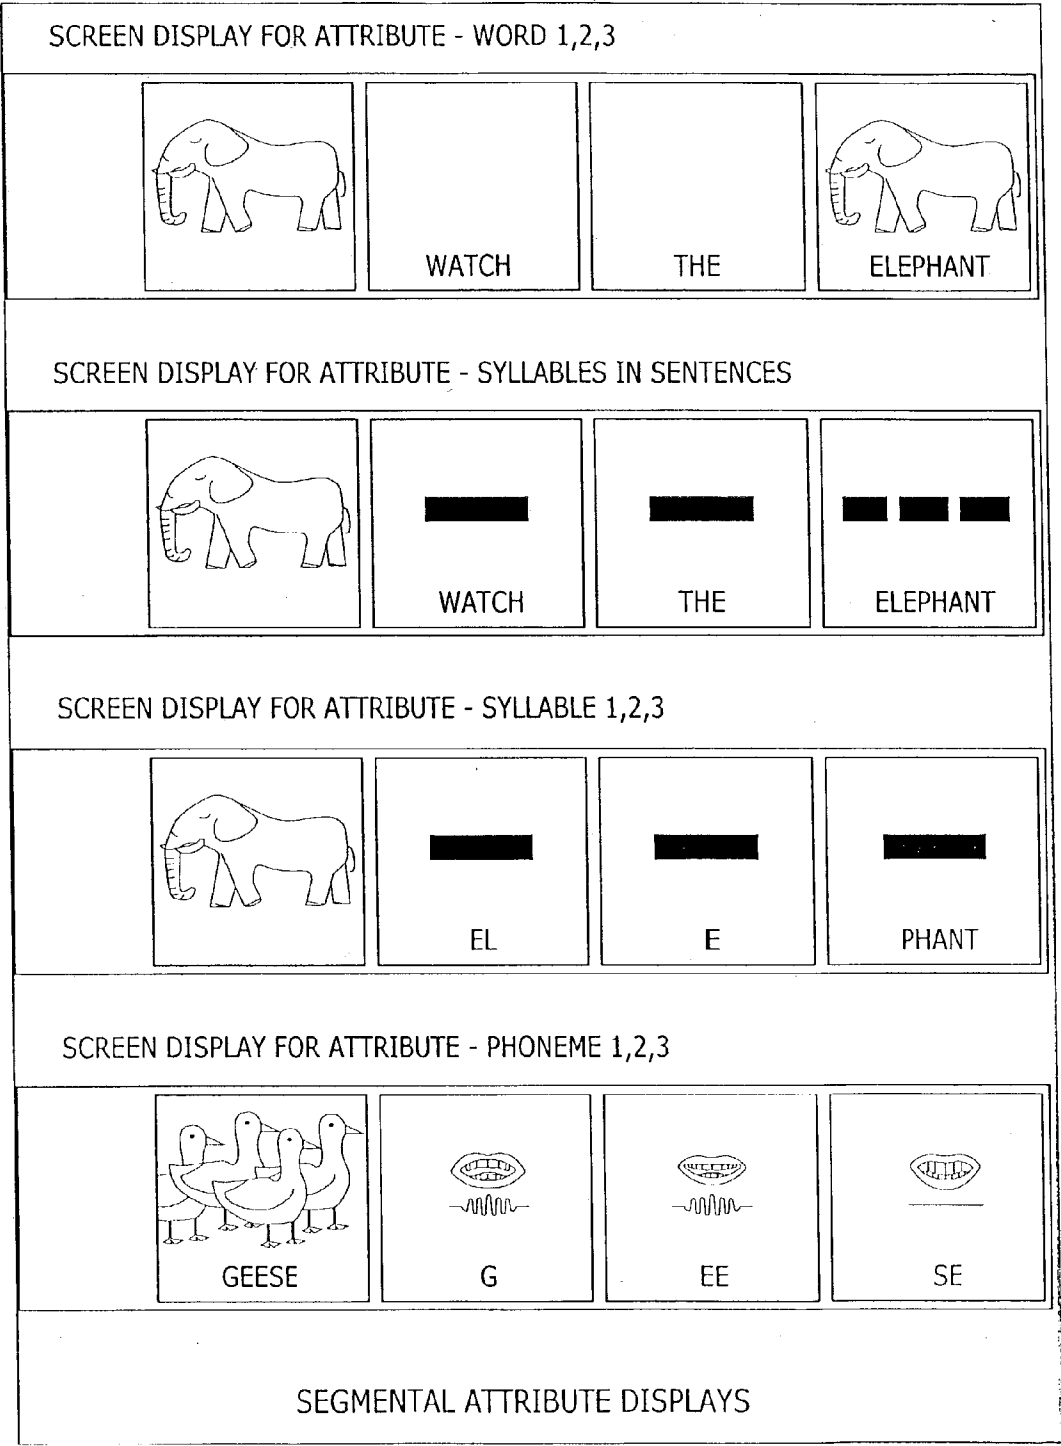 SCREEN DISPLAY FOR ATTRIBUTE - WORD 1,2,3
WATCH THE ELEPHANT
SCREEN DISPLAY FOR ATTRIBUTE - SYLLABLES IN SENTENCES
WATCH THE ELEPHANT
SCREEN DISPLAY FOR ATTRIBUTE - SYLLABLE 1,2,3
EL E PHANT
SCREEN DISPLAY FOR ATTRIBUTE - PHONEME 1,2,3
GEESE G EE SE
SEGMENTAL ATTRIBUTE DISPLAYS